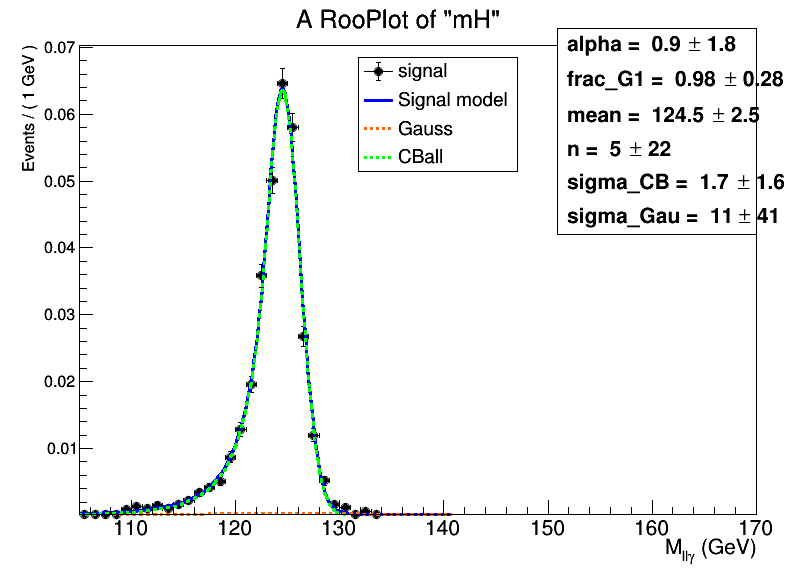 A RooPlot of "mH"
Events / ( 1 GeV )
0.07
0.06
0.05
0.04
0.03
0.02
0.01
signal
Signal model
Gauss
CBall
alpha = 0.9 ± 1.8
frac_G1 = 0.98 ± 0.28
mean = 124.5 ± 2.5
n = 5 ± 22
sigma_CB = 1.7 ± 1.6
sigma_Gau = 11 ± 41
110 120 130 140 150 160 170
M_{llγ} (GeV)